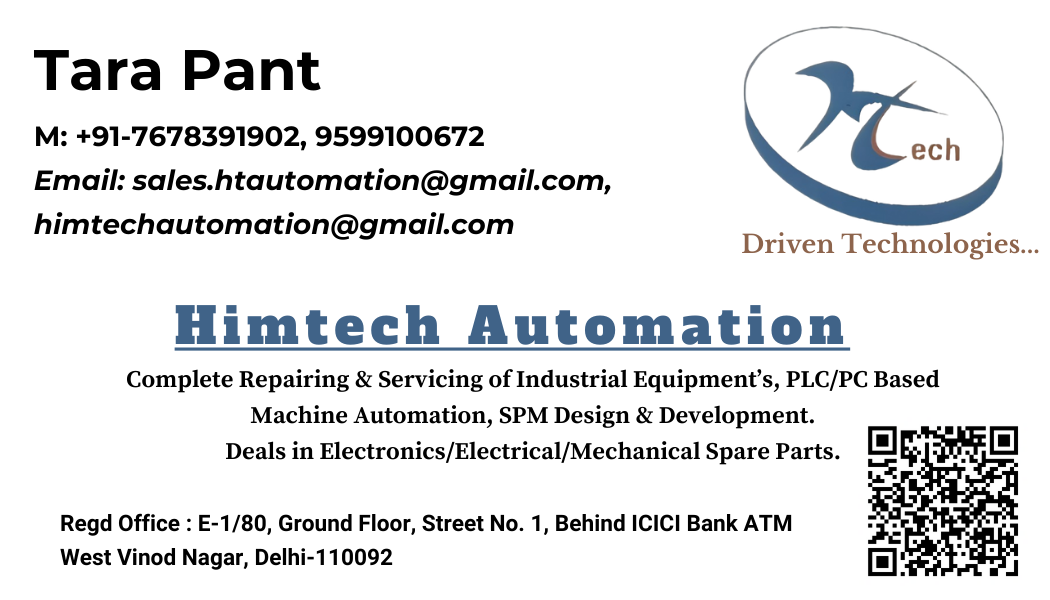 Tara Pant
M: +91-7678391902, 9599100672
Email: sales.htautomation@gmail.com,
himtechautomation@gmail.com
ech
Driven Technologies...
Himtech Automation
Complete Repairing & Servicing of Industrial Equipment’s, PLC/PC Based
Machine Automation, SPM Design & Development.
Deals in Electronics/Electrical/Mechanical Spare Parts.
Regd Office : E-1/80, Ground Floor, Street No. 1, Behind ICICI Bank ATM
West Vinod Nagar, Delhi-110092